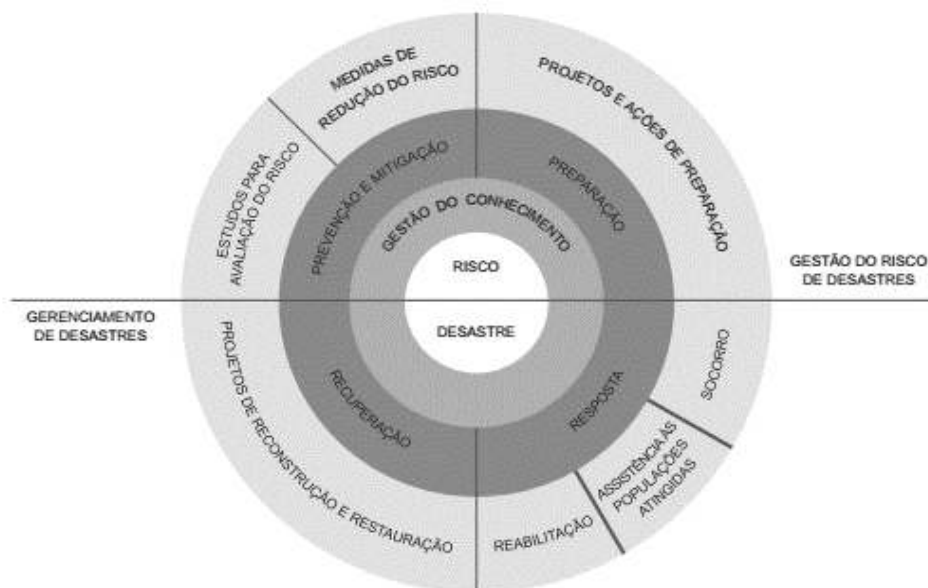 MEDIDAS DE
REDUÇÃO DO RISCO
PROJETOS E AÇÕES DE PREPARAÇÃO
ESTUDOS PARA
AVALIAÇÃO DO RISCO
PREVENÇÃO E MITIGAÇÃO
PREPARAÇÃO
GESTÃO DO CONHECIMENTO
RISCO
GESTÃO DO RISCO
DE DESASTRES
GERENCIAMENTO
DE DESASTRES
DESASTRE
PROJETOS DE RECONSTRUÇÃO E RESTAURAÇÃO
RECUPERAÇÃO
RESPOSTA
SOCORRO
ASSISTÊNCIA ÀS
POPULAÇÕES
ATINGIDAS
REABILITAÇÃO